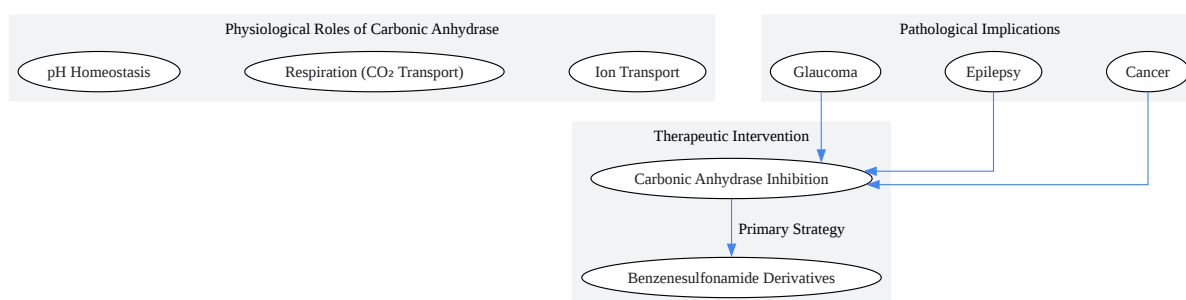 Physiological Roles of Carbonic Anhydrase
Pathological Implications
pH Homeostasis
Respiration (CO₂ Transport)
Ion Transport
Glaucoma
Epilepsy
Cancer
Therapeutic Intervention
Carbonic Anhydrase Inhibition
Primary Strategy
Benzenesulfonamide Derivatives